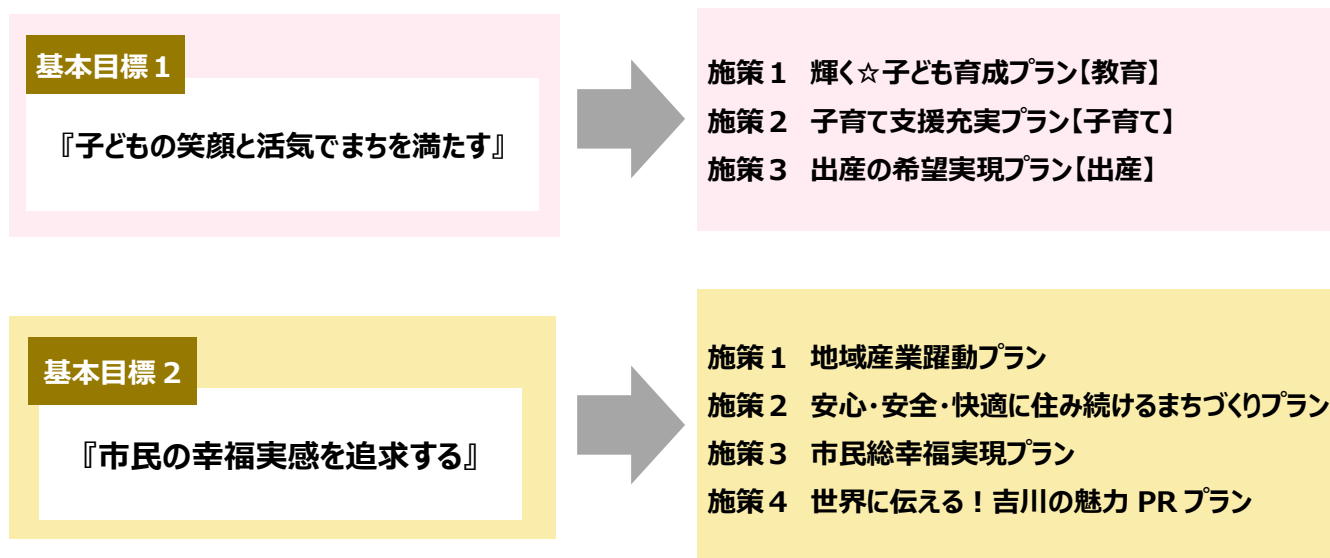 基本目標１
『子どもの笑顔と活気でまちを満たす』
施策１ 輝く☆子ども育成プラン【教育】
施策２ 子育て支援充実プラン【子育て】
施策３ 出産の希望実現プラン【出産】
基本目標２
『市民の幸福実感を追求する』
施策１ 地域産業躍動プラン
施策２ 安心・安全・快適に住み続けるまちづくりプラン
施策３ 市民総幸福実現プラン
施策４ 世界に伝える！吉川の魅力 PR プラン